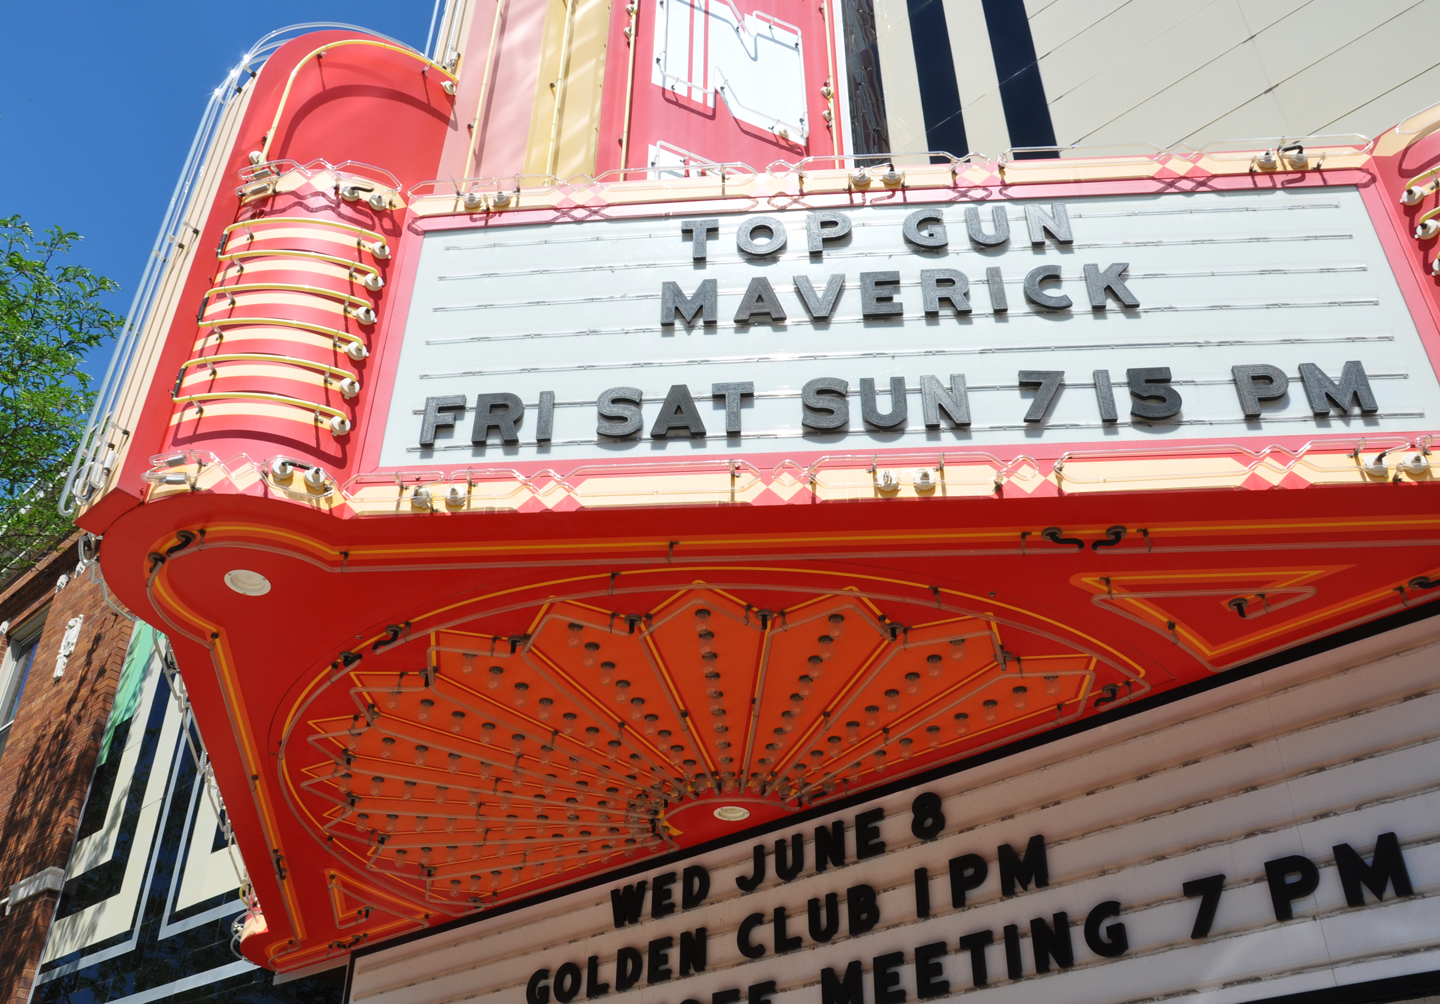 TOP GUN
MAVERICK
FRI SAT SUN 7 15 PM
WED JUNE 8
GOLDEN CLUB 1PM
MEETING 7 PM